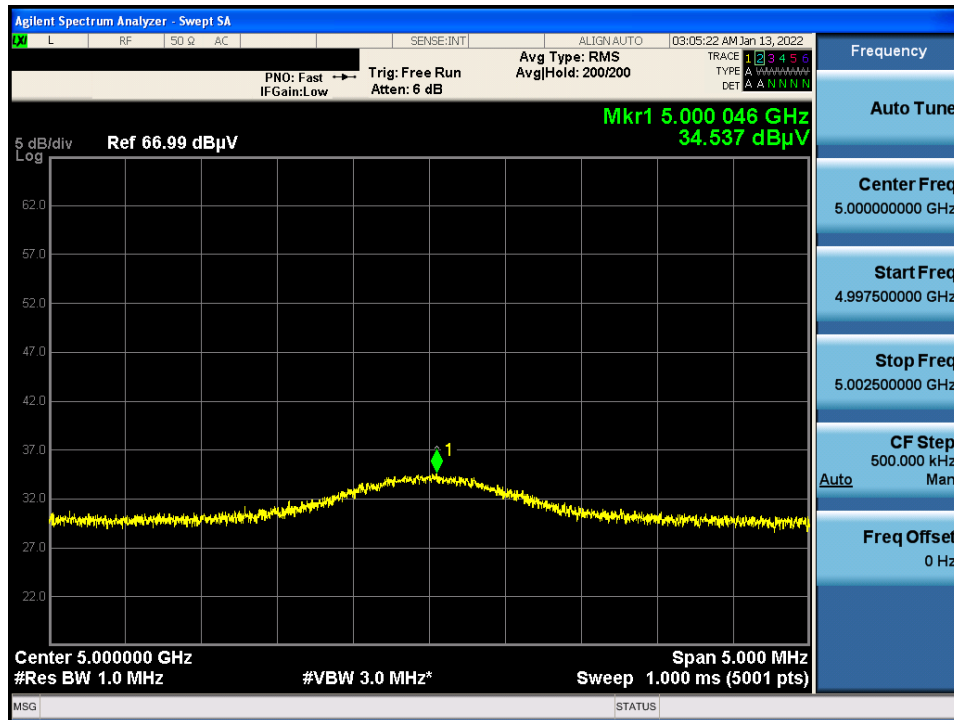 Agilent Spectrum Analyzer - Swept SA
LXI L RF 50 Ω AC SENSE:INT ALIGN AUTO 03:05:22 AM Jan 13, 2022
Frequency
PNO: Fast
IFGain:Low
Trig: Free Run
Atten: 6 dB
Avg Type: RMS
Avg|Hold: 200/200
TRACE 1 2 3 4 5 6
TYPE A WWWWW
DET A A N N N N
Auto Tune
Mkr1 5.000 046 GHz
34.537 dBµV
5 dB/div Ref 66.99 dBµV
Log
62.0
57.0
52.0
47.0
42.0
37.0
32.0
27.0
22.0
1
Center Freq
5.000000000 GHz
Start Freq
4.997500000 GHz
Stop Freq
5.002500000 GHz
CF Step
500.000 kHz
Auto Man
Freq Offset
0 Hz
Center 5.000000 GHz Span 5.000 MHz
#Res BW 1.0 MHz #VBW 3.0 MHz* Sweep 1.000 ms (5001 pts)
MSG STATUS